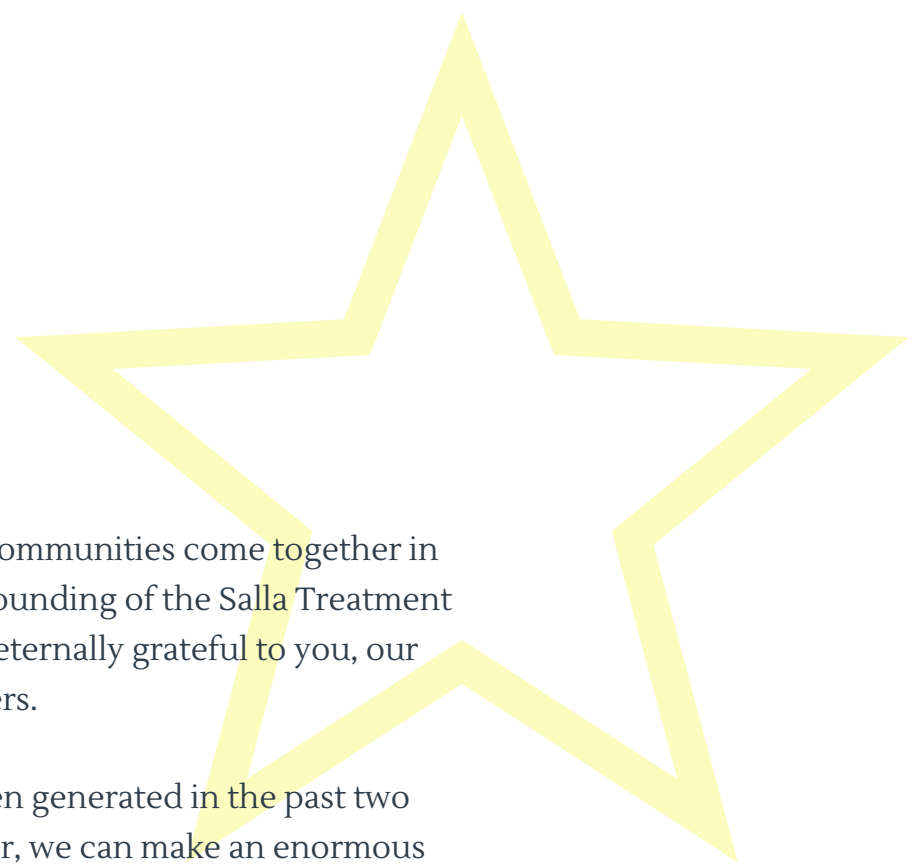 ommunities come together in
ounding of the Salla Treatment
eternally grateful to you, our
ers.
en generated in the past two
r, we can make an enormous